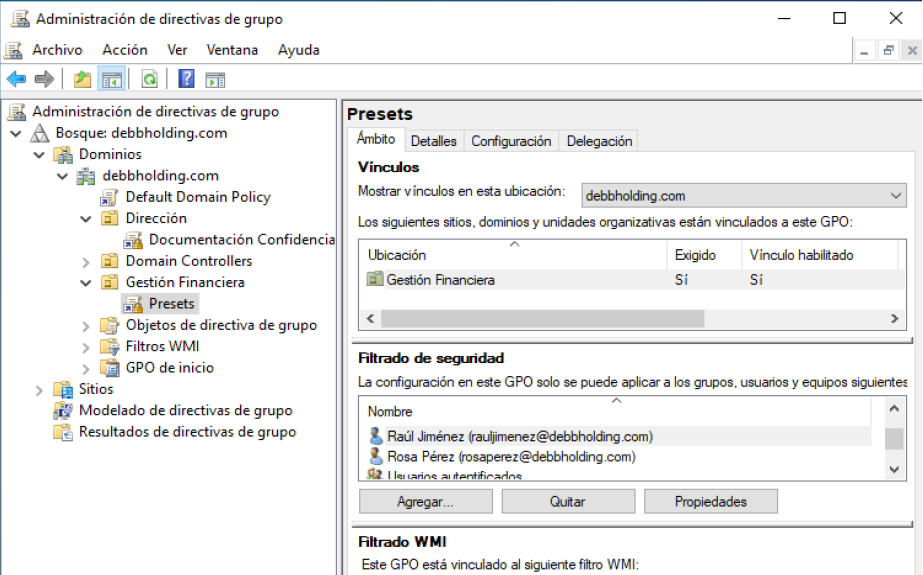 Administración de directivas de grupo
Archivo Acción Ver Ventana Ayuda
Administración de directivas de grupo
Bosque: debbholding.com
Dominios
debbholding.com
Default Domain Policy
Dirección
Documentación Confidencia
Domain Controllers
Gestión Financiera
Presets
Objetos de directiva de grupo
Filtros WMI
GPO de inicio
Sitios
Modelado de directivas de grupo
Resultados de directivas de grupo
Presets
Ámbito Detalles Configuración Delegación
Vínculos
Mostrar vínculos en esta ubicación: debbholding.com
Los siguientes sitios, dominios y unidades organizativas están vinculados a este GPO:
Ubicación Exigido Vínculo habilitado
Gestión Financiera Sí Sí
Filtrado de seguridad
La configuración en este GPO solo se puede aplicar a los grupos, usuarios y equipos siguientes
Nombre
Raúl Jiménez (rauljimenez@debbholding.com)
Rosa Pérez (rosaperez@debbholding.com)
Usuarios autentificados
Agregar... Quitar Propiedades
Filtrado WMI
Este GPO está vinculado al siguiente filtro WMI: